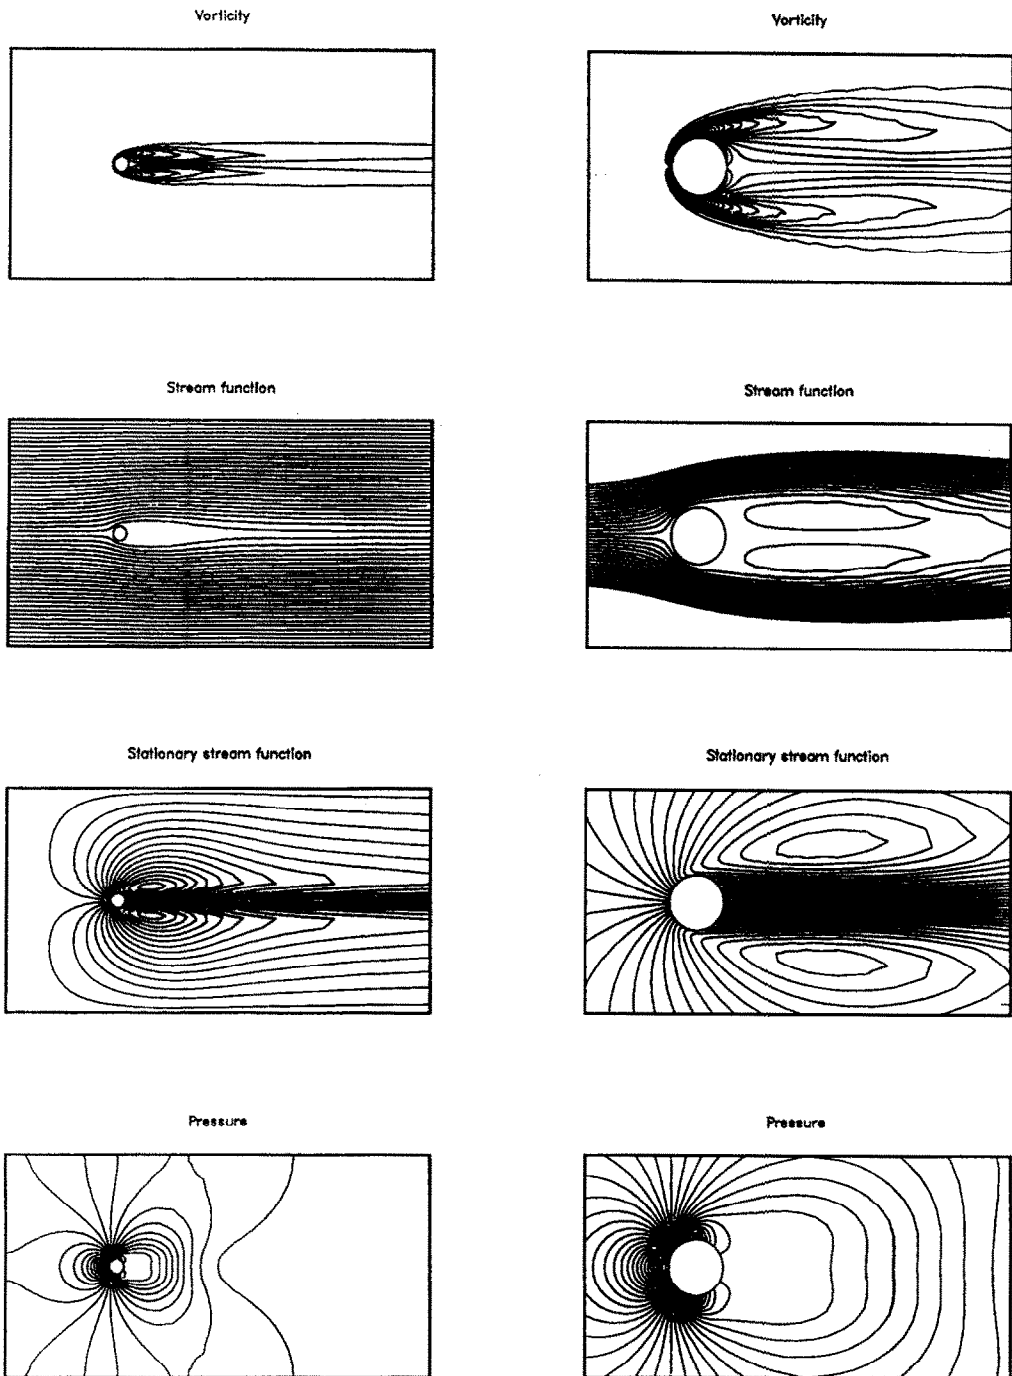 Vorticity
Vorticity
Stream function
Stream function
Stationary stream function
Stationary stream function
Pressure
Pressure